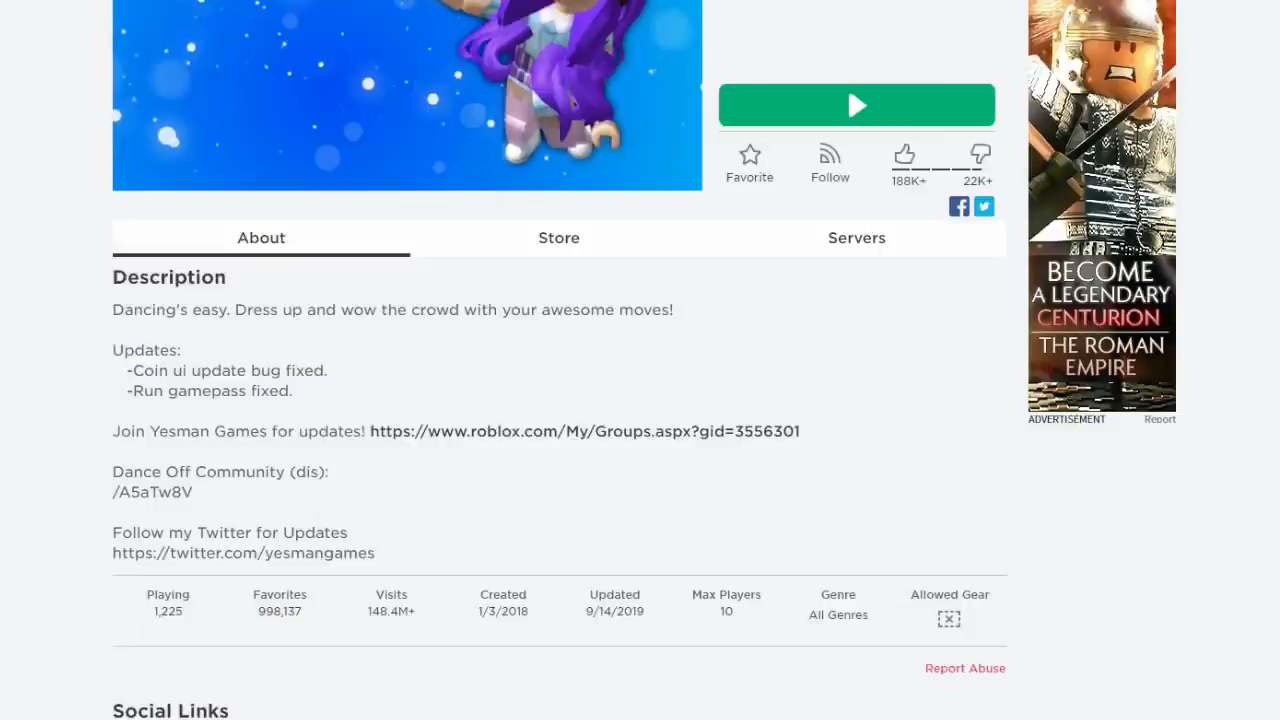 Favorite
Follow
188K+
22K+
About
Store
Servers
Description
Dancing's easy. Dress up and wow the crowd with your awesome moves!
Updates:
-Coin ui update bug fixed.
-Run gamepass fixed.
Join Yesman Games for updates! https://www.roblox.com/My/Groups.aspx?gid=3556301
Dance Off Community (dis):
/A5aTw8V
Follow my Twitter for Updates
https://twitter.com/yesmangames
Playing
1,225
Favorites
998,137
Visits
148.4M+
Created
1/3/2018
Updated
9/14/2019
Max Players
10
Genre
All Genres
Allowed Gear
Report Abuse
Social Links
BECOME
A LEGENDARY
CENTURION
THE ROMAN
EMPIRE
ADVERTISEMENT
Report